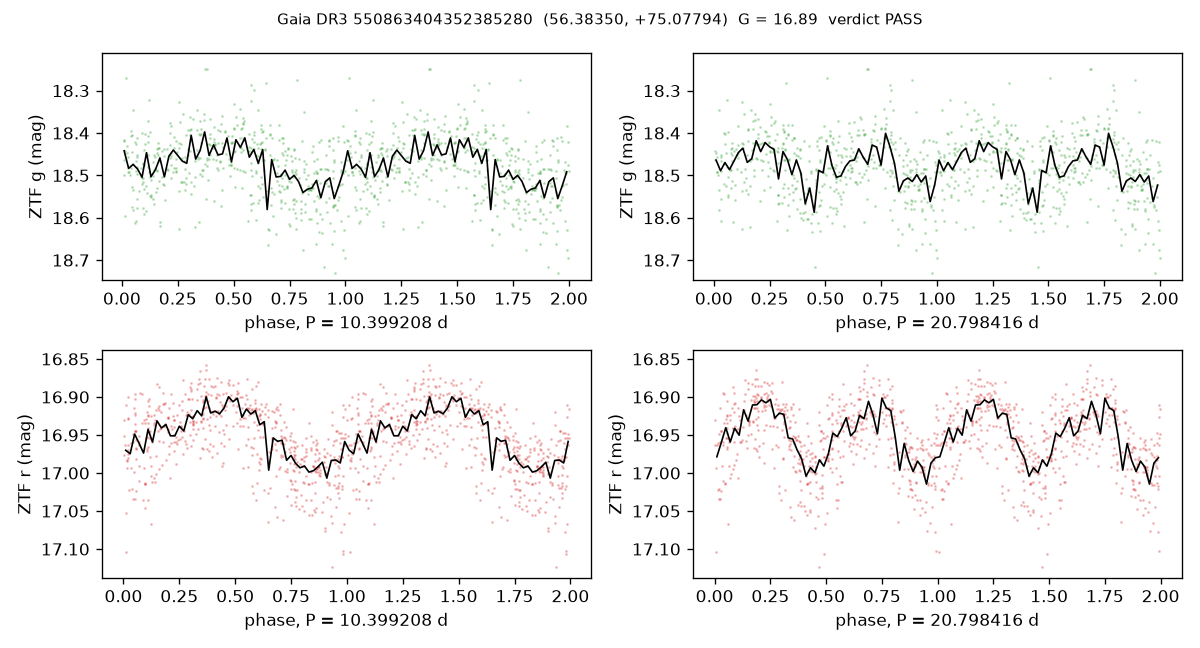 Gaia DR3 550863404352385280  (56.38350, +75.07794)  G = 16.89  verdict PASS
ZTF g (mag)
18.3
18.4
18.5
18.6
18.7
0.00 0.25 0.50 0.75 1.00 1.25 1.50 1.75 2.00
phase, P = 10.399208 d
ZTF g (mag)
18.3
18.4
18.5
18.6
18.7
0.00 0.25 0.50 0.75 1.00 1.25 1.50 1.75 2.00
phase, P = 20.798416 d
ZTF r (mag)
16.85
16.90
16.95
17.00
17.05
17.10
0.00 0.25 0.50 0.75 1.00 1.25 1.50 1.75 2.00
phase, P = 10.399208 d
ZTF r (mag)
16.85
16.90
16.95
17.00
17.05
17.10
0.00 0.25 0.50 0.75 1.00 1.25 1.50 1.75 2.00
phase, P = 20.798416 d